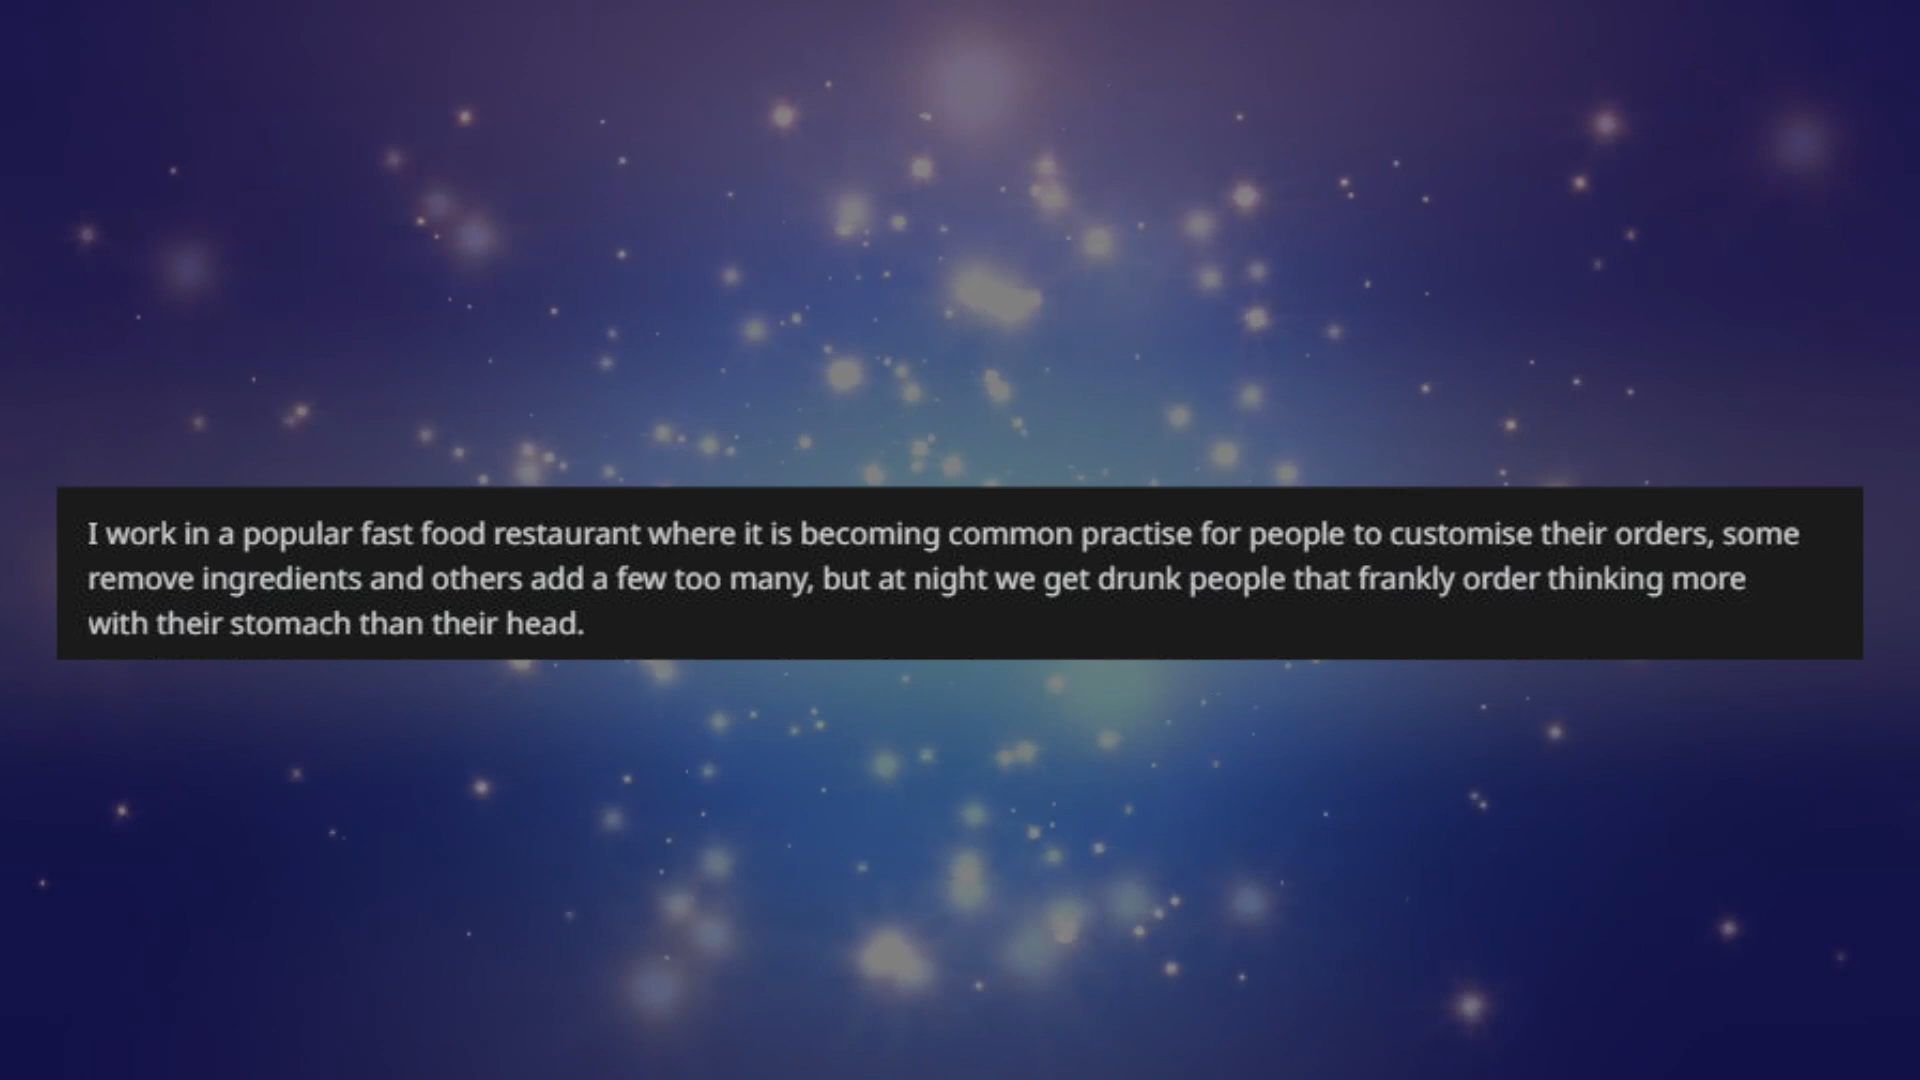 I work in a popular fast food restaurant where it is becoming common practise for people to customise their orders, some
remove ingredients and others add a few too many, but at night we get drunk people that frankly order thinking more
with their stomach than their head.